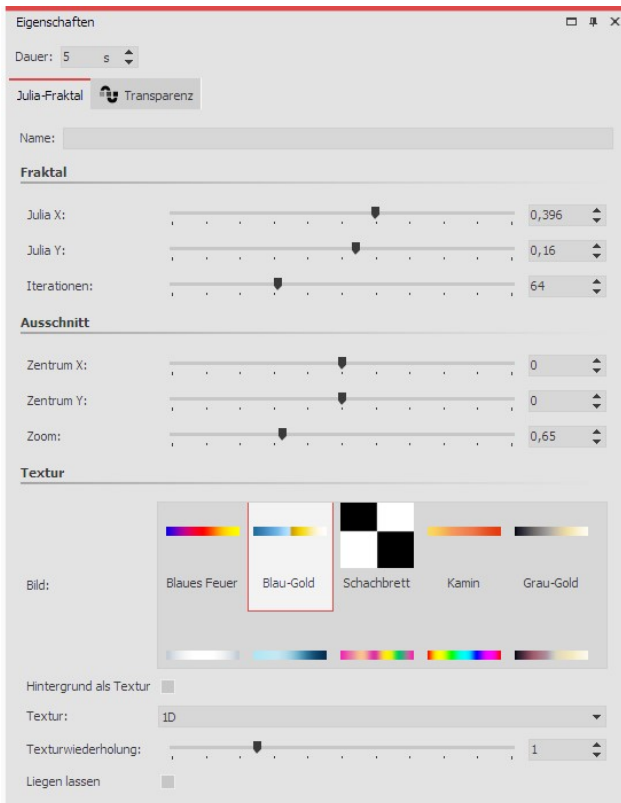 Eigenschaften
Dauer: 5 s
Julia-Fraktal Transparenz
Name:
Fraktal
Julia X: 0,396
Julia Y: 0,16
Iterationen: 64
Ausschnitt
Zentrum X: 0
Zentrum Y: 0
Zoom: 0,65
Textur
Bild:
Blaues Feuer Blau-Gold Schachbrett Kamin Grau-Gold
Hintergrund als Textur
Textur: 1D
Texturwiederholung: 1
Liegen lassen